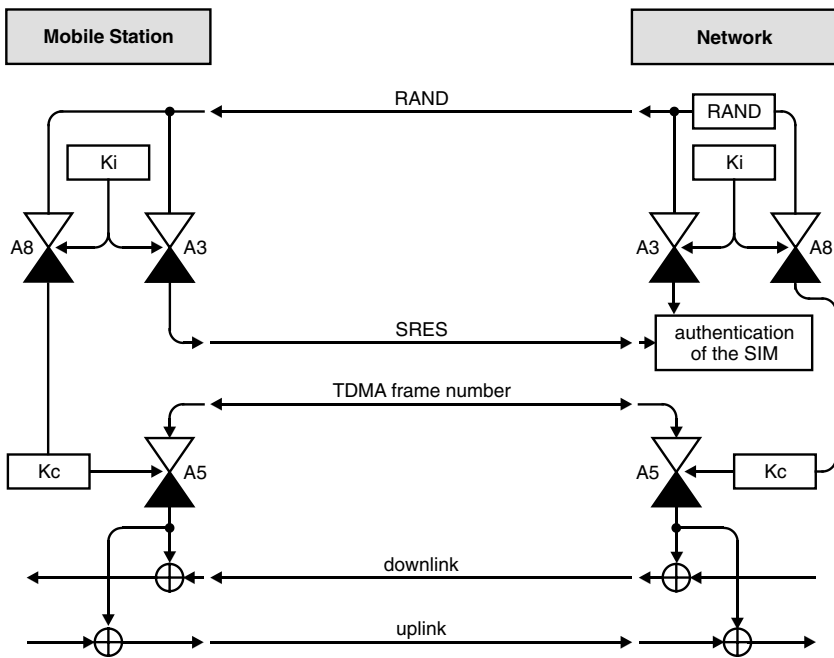 Mobile Station
Network
RAND
RAND
Ki
Ki
A8
A3
A3
A8
SRES
authentication
of the SIM
TDMA frame number
Kc
A5
A5
Kc
downlink
uplink